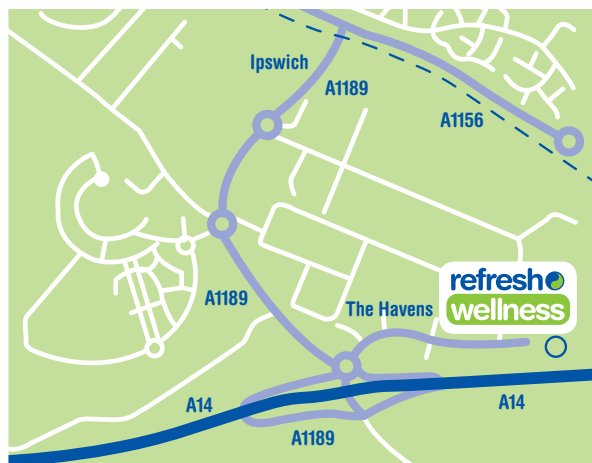 Ipswich
A1189
A1156
refresh
wellness
A1189
The Havens
A14
A14
A1189